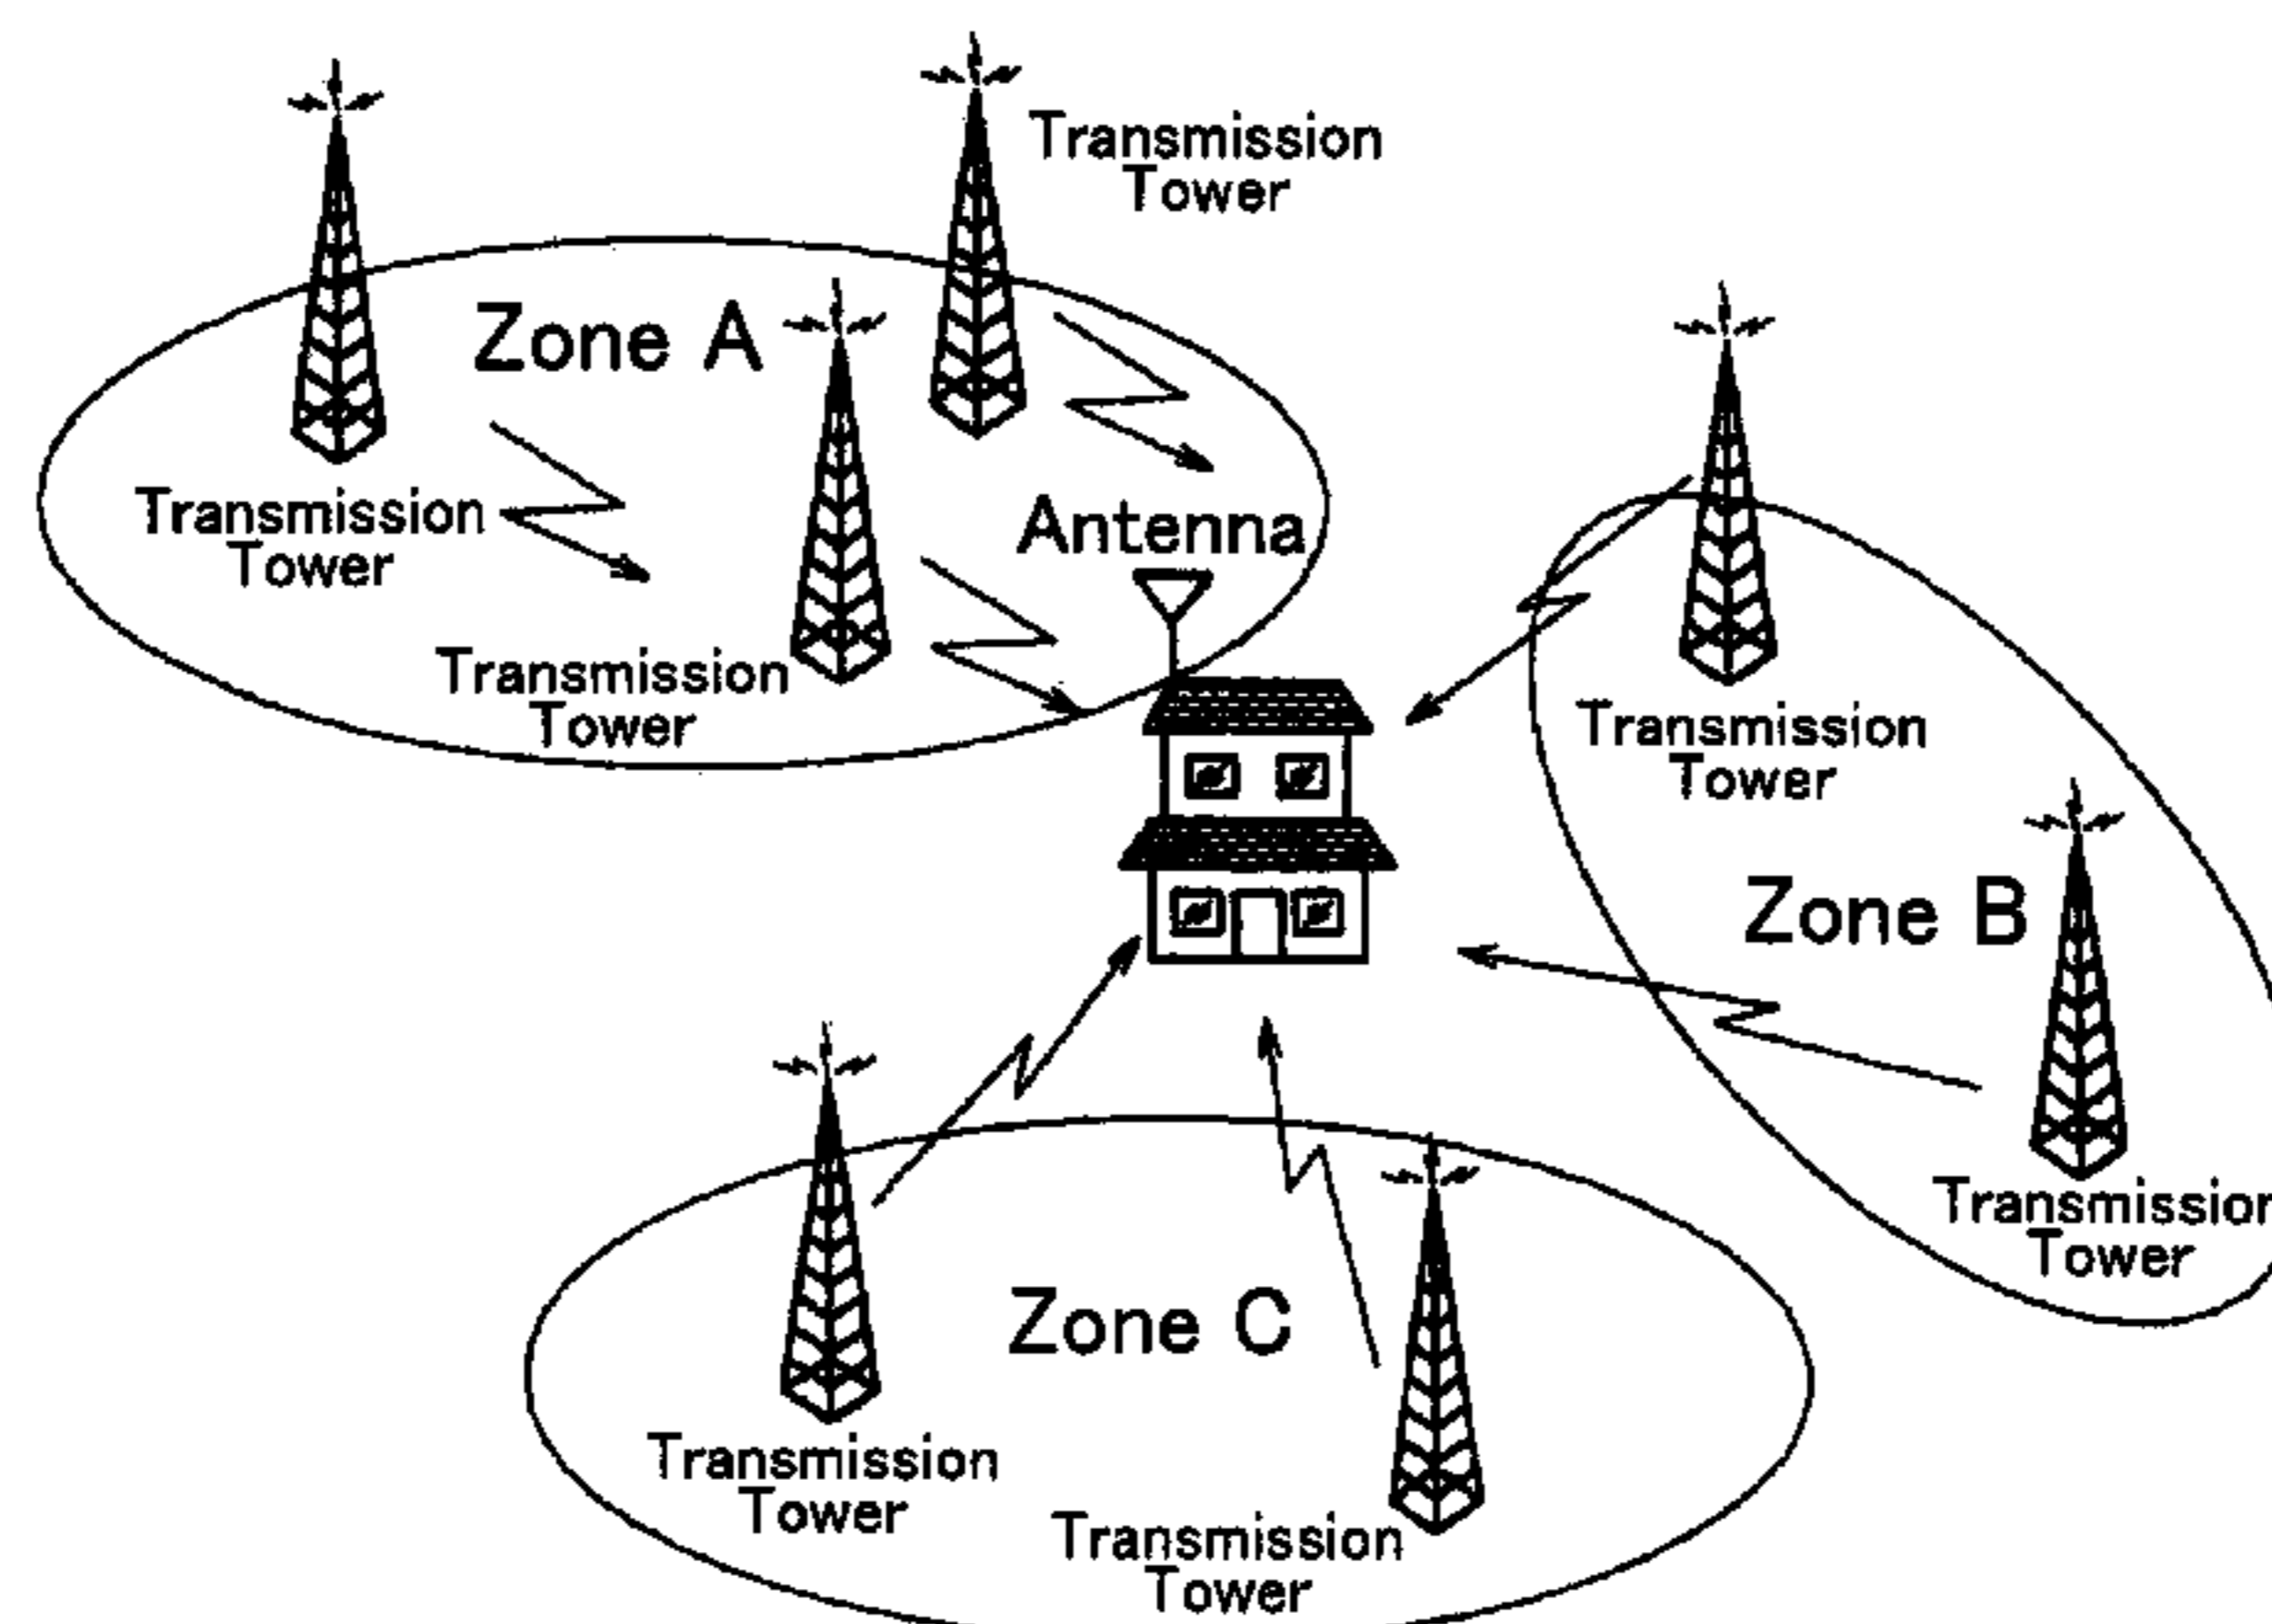 Transmission
Tower
Zone A
Transmission
Tower
Antenna
Transmission
Tower
Transmission
Tower
Zone B
Transmission
Tower
Zone C
Transmission
Tower
Transmission
Tower